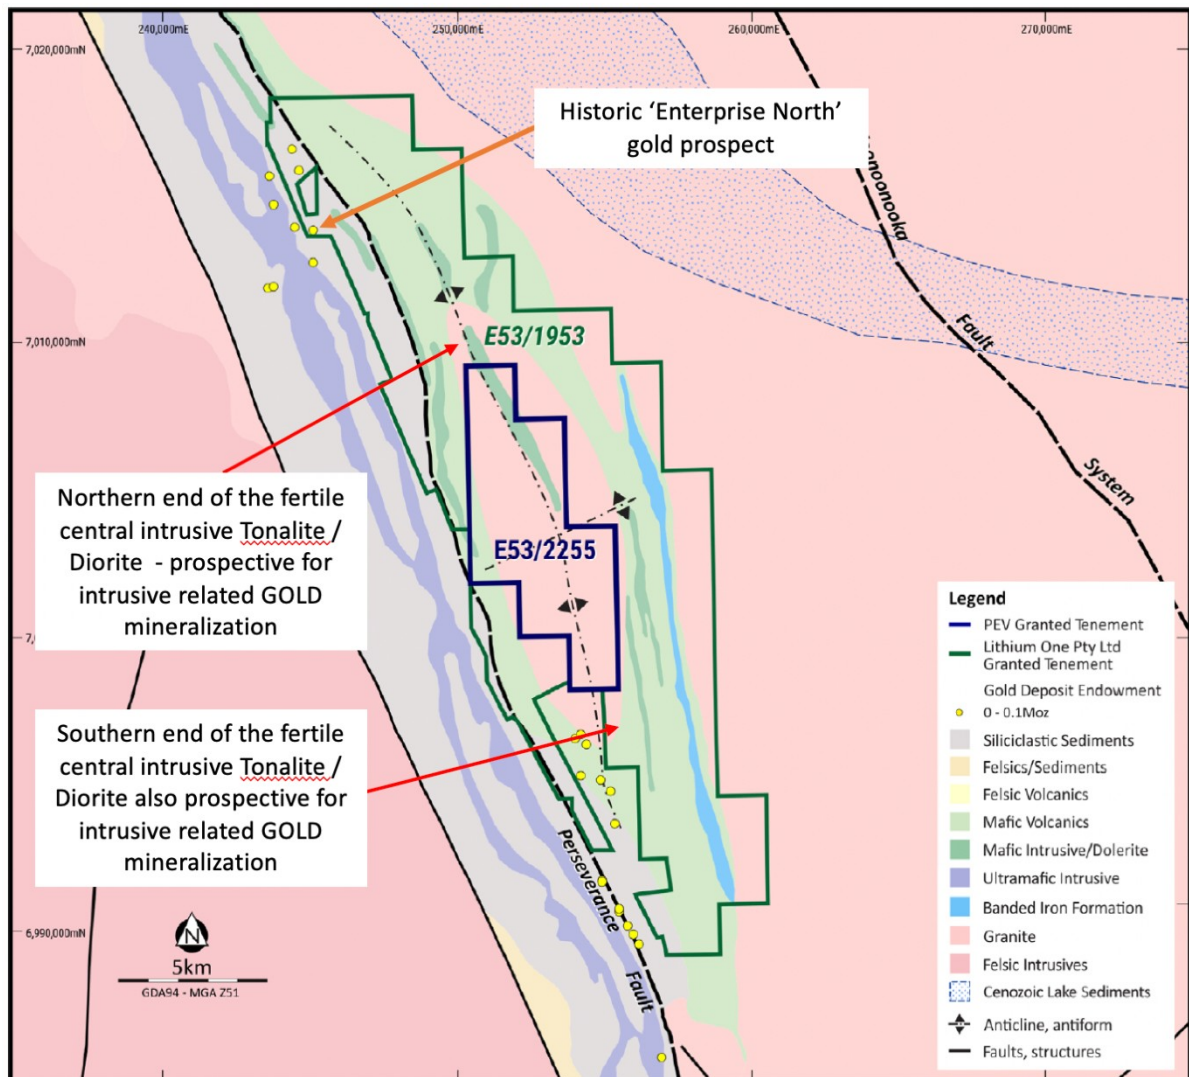 240,000mE
250,000mE
260,000mE
270,000mE
7,020,000mN
Historic ‘Enterprise North’
gold prospect
Fault
System
7,010,000mN
E53/1953
Northern end of the fertile
central intrusive Tonalite /
Diorite - prospective for
intrusive related GOLD
mineralization
E53/2255
Southern end of the fertile
central intrusive Tonalite /
Diorite also prospective for
intrusive related GOLD
mineralization
Perseverance
Fault
6,990,000mN
N
5km
GDA94 - MGA Z51
Legend
PEV Granted Tenement
Lithium One Pty Ltd
Granted Tenement
Gold Deposit Endowment
0 - 0.1Moz
Siliciclastic Sediments
Felsics/Sediments
Felsic Volcanics
Mafic Volcanics
Mafic Intrusive/Dolerite
Ultramafic Intrusive
Banded Iron Formation
Granite
Felsic Intrusives
Cenozoic Lake Sediments
Anticline, antiform
Faults, structures